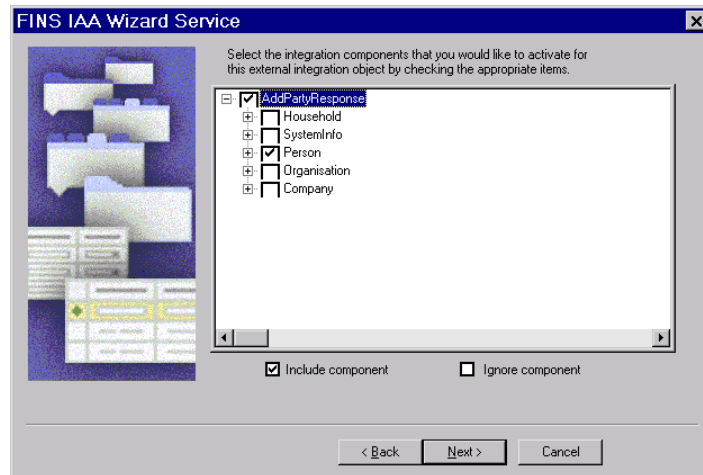 FINS IAA Wizard Service
Select the integration components that you would like to activate for
this external integration object by checking the appropriate items.
AddPartyResponse
Household
SystemInfo
Person
Organisation
Company
Include component
Ignore component
< Back
Next >
Cancel